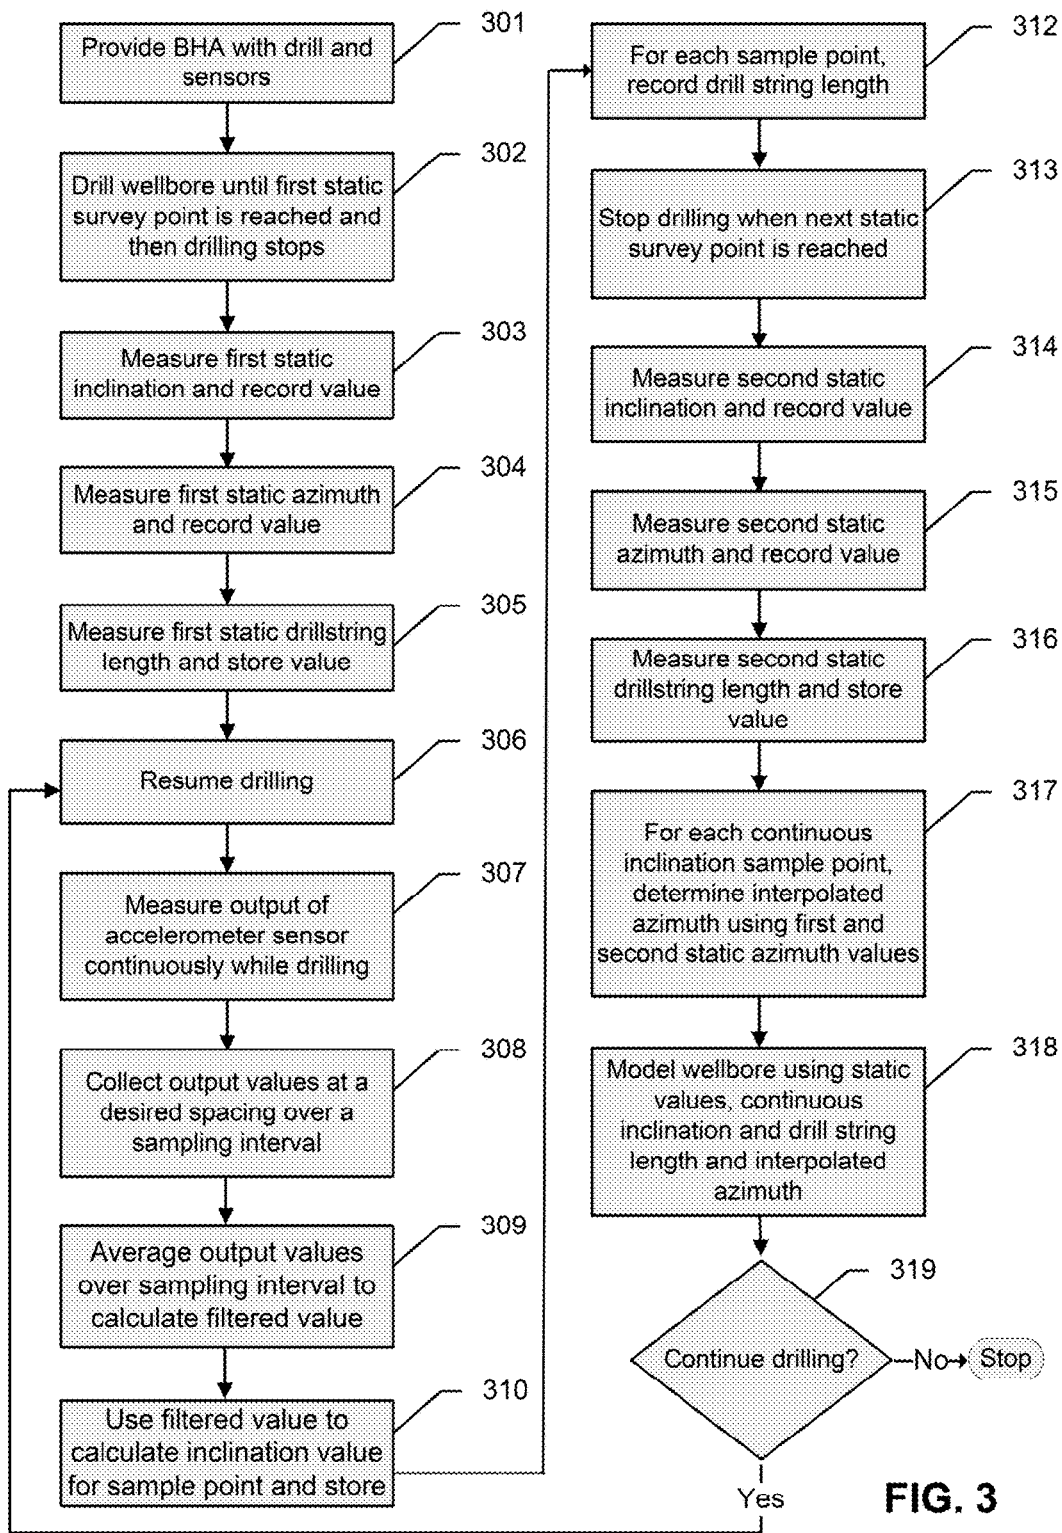 Provide BHA with drill and
sensors
301
Drill wellbore until first static
survey point is reached and
then drilling stops
302
Measure first static
inclination and record value
303
Measure first static azimuth
and record value
304
Measure first static drillstring
length and store value
305
Resume drilling
306
Measure output of
accelerometer sensor
continuously while drilling
307
Collect output values at a
desired spacing over a
sampling interval
308
Average output values
over sampling interval to
calculate filtered value
309
Use filtered value to
calculate inclination value
for sample point and store
310
For each sample point,
record drill string length
312
Stop drilling when next static
survey point is reached
313
Measure second static
inclination and record value
314
Measure second static
azimuth and record value
315
Measure second static
drillstring length and store
value
316
For each continuous
inclination sample point,
determine interpolated
azimuth using first and
second static azimuth values
317
Model wellbore using static
values, continuous
inclination and drill string
length and interpolated
azimuth
318
Continue drilling?
319
No
Stop
Yes
FIG. 3